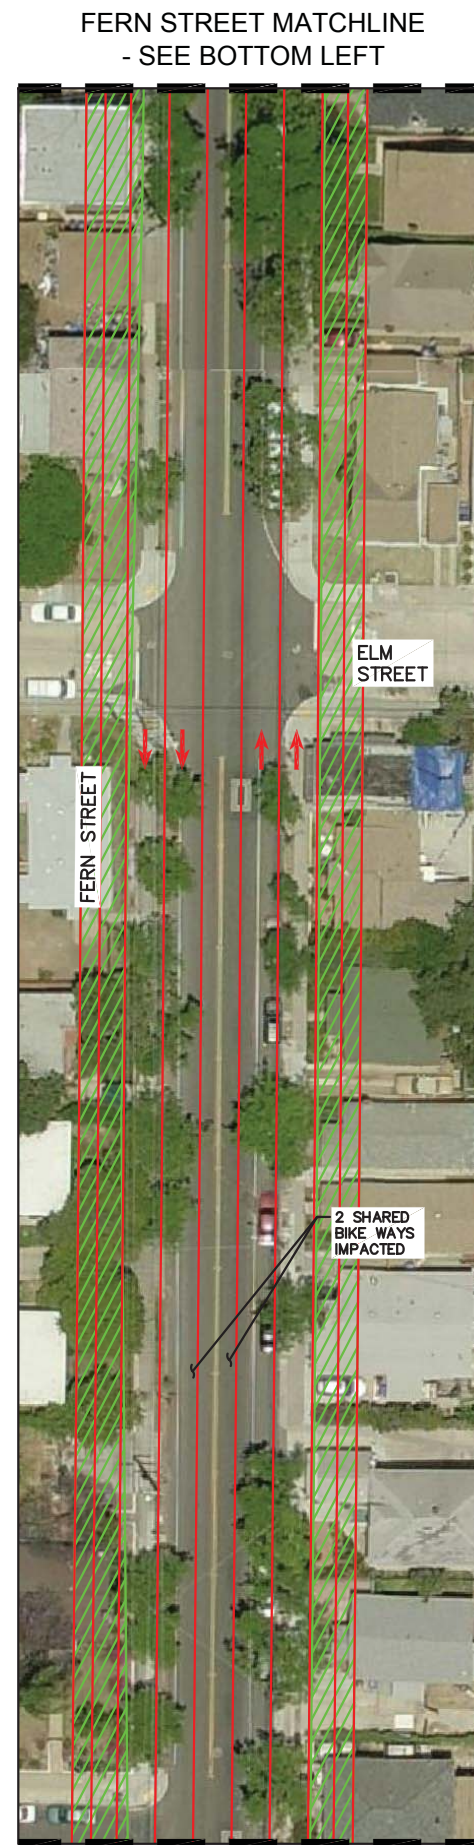 FERN STREET MATCHLINE
- SEE BOTTOM LEFT
ELM
STREET
FERN STREET
2 SHARED
BIKE WAYS
IMPACTED